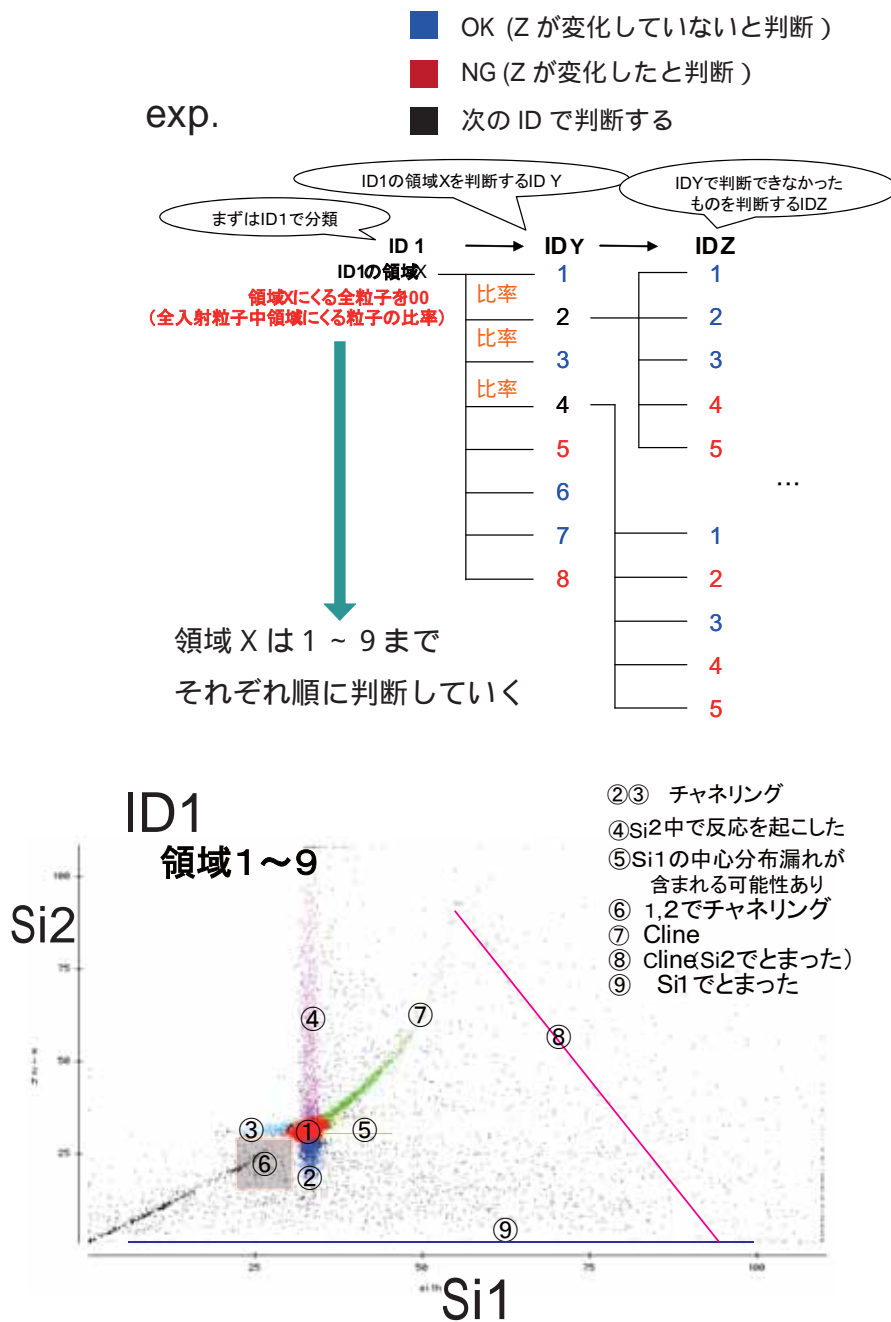 OK (Z が変化していないと判断 )
NG (Z が変化したと判断 )
exp.
次の ID で判断する
ID1の領域Xを判断するID Y
IDYで判断できなかった
ものを判断するIDZ
まずはID1で分類
ID 1
IDY
IDZ
ID1の領域X
領域Xにくる全粒子を00
(全入射粒子中領域にくる粒子の比率)
比率
比率
比率
1
2
3
4
5
6
7
8
1
2
3
4
5
...
1
2
3
4
5
領域 X は 1 ~ 9 まで
それぞれ順に判断していく
ID1
領域1~9
②③ チャネリング
④Si2中で反応を起こした
⑤Si1の中心分布漏れが
含まれる可能性あり
⑥ 1,2でチャネリング
⑦ Cline
⑧ Cline(Si2でとまった)
⑨ Si1でとまった
Si2
100
75
50
25
④
⑦
⑧
③
①
⑤
⑥
②
⑨
25
50
75
100
Si1